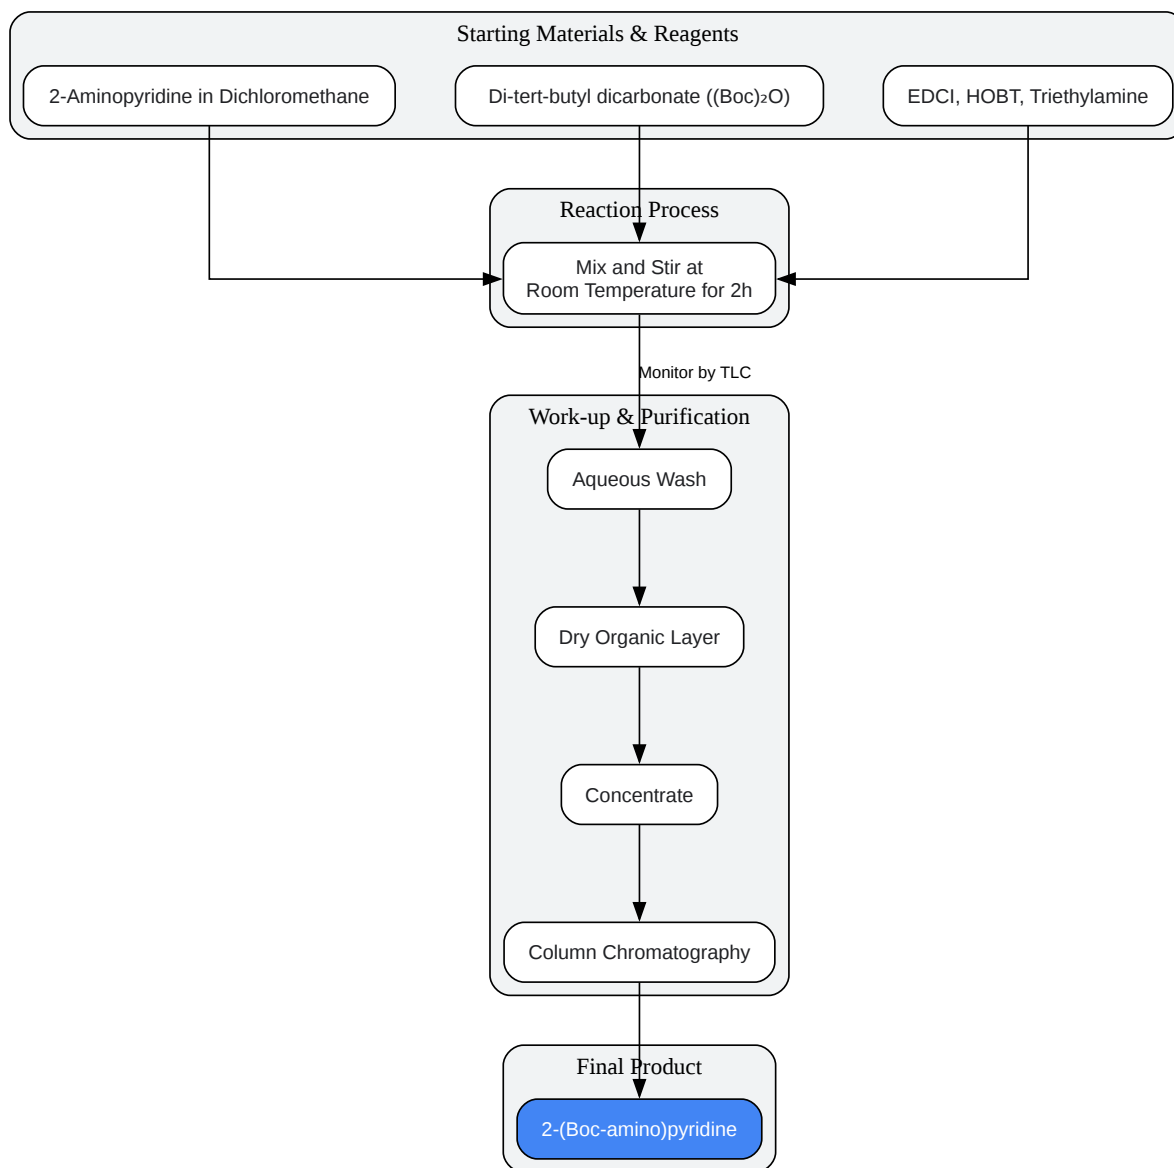 Starting Materials & Reagents
2-Aminopyridine in Dichloromethane
Di-tert-butyl dicarbonate ((Boc)₂O)
EDCI, HOBT, Triethylamine
Reaction Process
Mix and Stir at
Room Temperature for 2h
Monitor by TLC
Work-up & Purification
Aqueous Wash
Dry Organic Layer
Concentrate
Column Chromatography
Final Product
2-(Boc-amino)pyridine